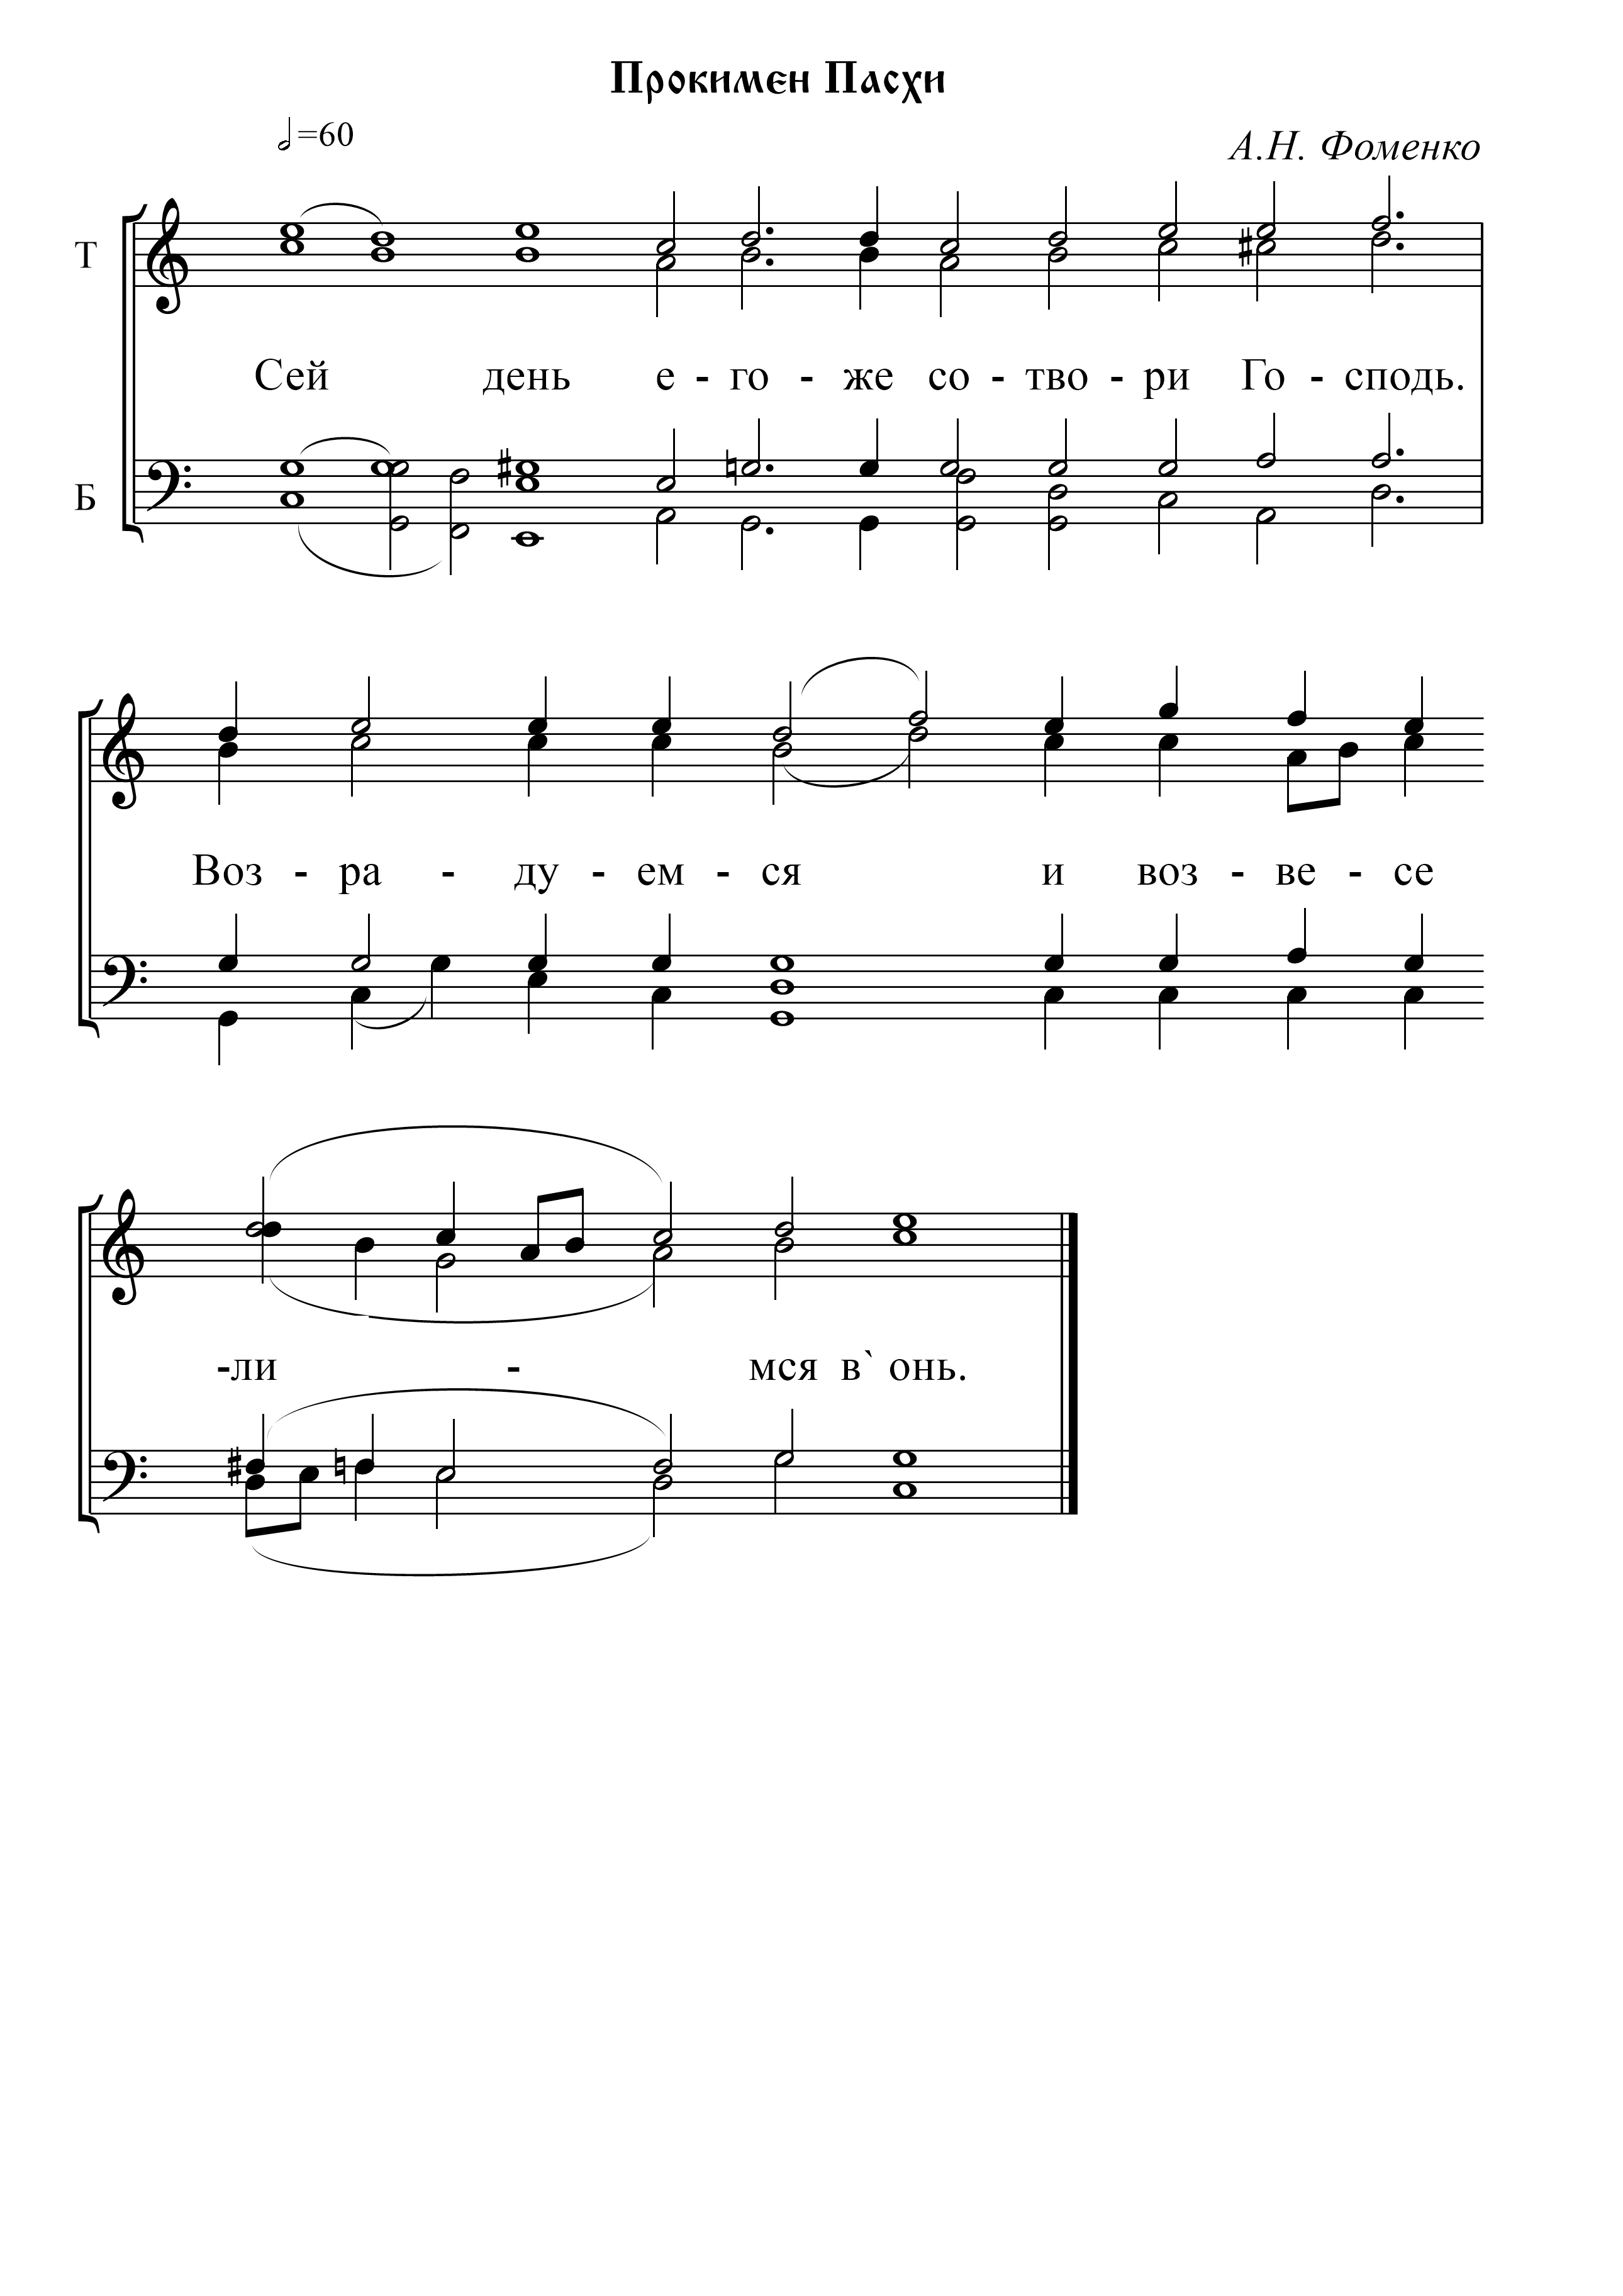 Прокимен Пасхи
=60
А.Н. Фоменко
Т
Сей день е - го - же со - тво - ри Го - сподь.
Б
Воз - ра - ду - ем - ся и воз - ве - се
-ли - мся в` онь.